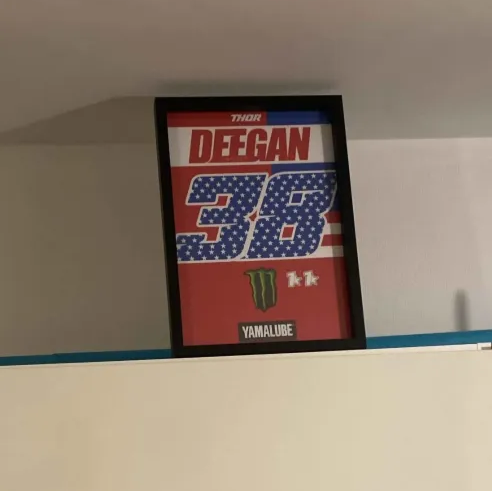 THOR
DEEGAN
38
YAMALUBE